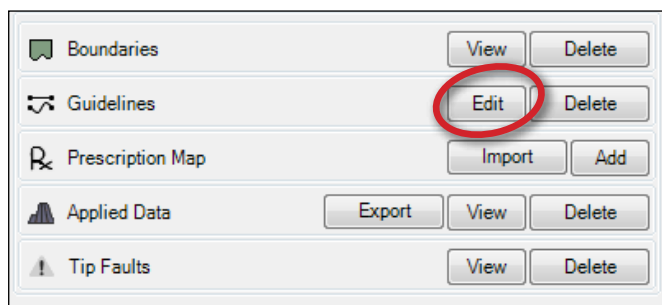 Boundaries View Delete
Guidelines Edit Delete
Prescription Map Import Add
Applied Data Export View Delete
Tip Faults View Delete